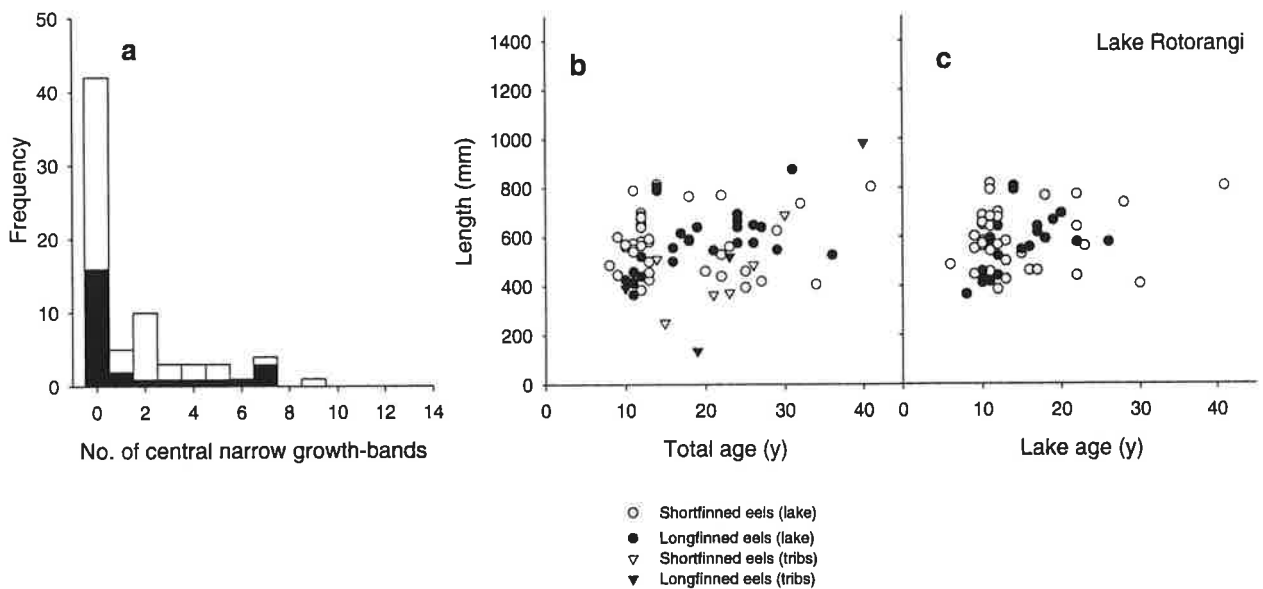 a
Frequency
50
40
30
20
10
0
0 2 4 6 8 10 12 14
No. of central narrow growth-bands
b
Length (mm)
1400
1200
1000
800
600
400
200
0
0 10 20 30 40
Total age (y)
c
Lake Rotorangi
0 10 20 30 40
Lake age (y)
Shortfinned eels (lake)
Longfinned eels (lake)
Shortfinned eels (tribs)
Longfinned eels (tribs)